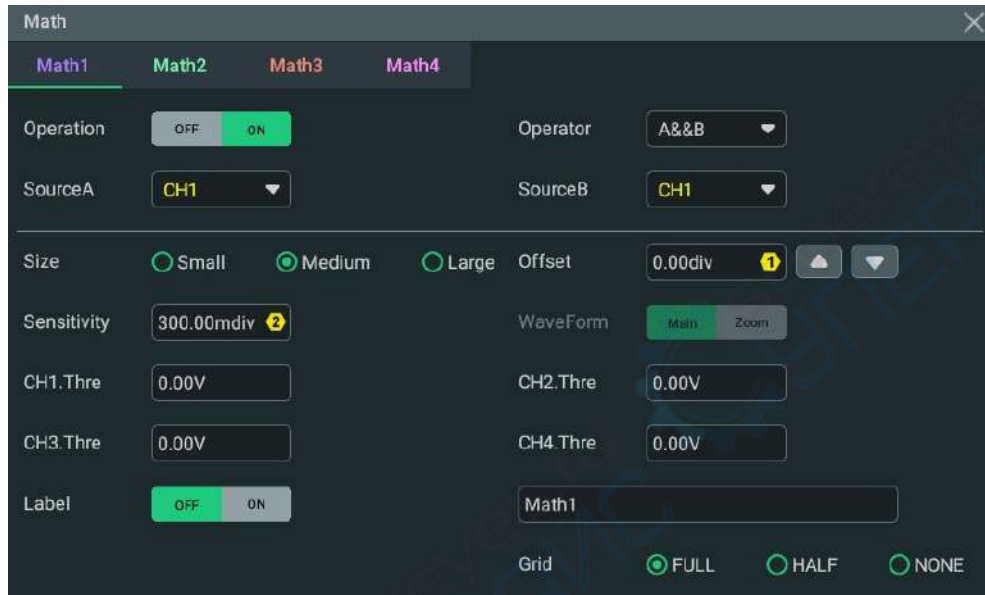 Math
Math1 Math2 Math3 Math4
Operation OFF ON Operator A&&B
SourceA CH1 SourceB CH1
Size Small Medium Large Offset 0.00div 1
Sensitivity 300.00mdiv 2 WaveForm Main Zoom
CH1.Thre 0.00V CH2.Thre 0.00V
CH3.Thre 0.00V CH4.Thre 0.00V
Label OFF ON Math1
Grid FULL HALF NONE